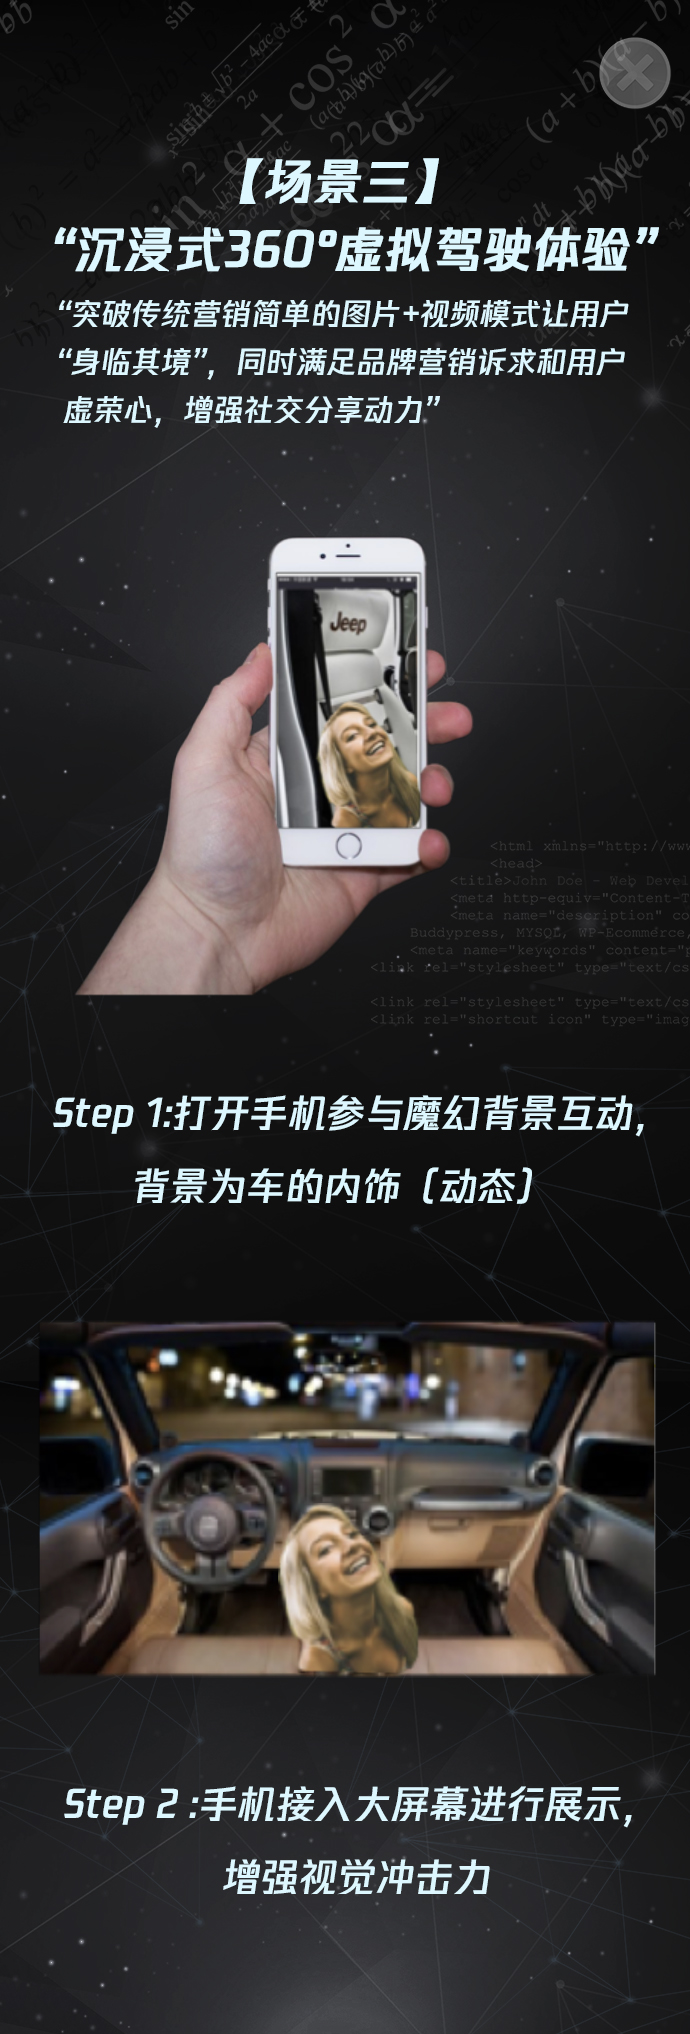 【场景三】
“沉浸式360°虚拟驾驶体验”
“突破传统营销简单的图片+视频模式让用户
“身临其境”，同时满足品牌营销诉求和用户
虚荣心，增强社交分享动力”
Jeep
<html xmlns="http://www
<head>
<title>John Doe - Web Devel
<meta http-equiv="Content-T
<meta name="description" co
Buddypress, MYSQL, WP-Ecommerce,
<meta name="keywords" content="p
<link rel="stylesheet" type="text/cs
<link rel="stylesheet" type="text/cs
<link rel="shortcut icon" type="imag
Step 1:打开手机参与魔幻背景互动，
背景为车的内饰（动态）
Step 2 :手机接入大屏幕进行展示，
增强视觉冲击力